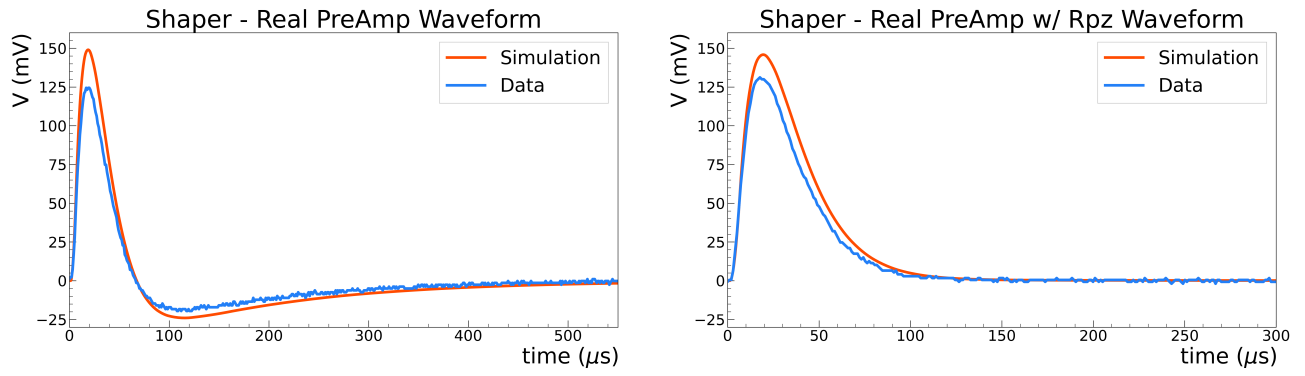 Shaper - Real PreAmp Waveform
V (mV)
150
125
100
75
50
25
0
−25
Simulation
Data
0 100 200 300 400 500
time (μs)
Shaper - Real PreAmp w/ Rpz Waveform
V (mV)
150
125
100
75
50
25
0
−25
Simulation
Data
0 50 100 150 200 250 300
time (μs)